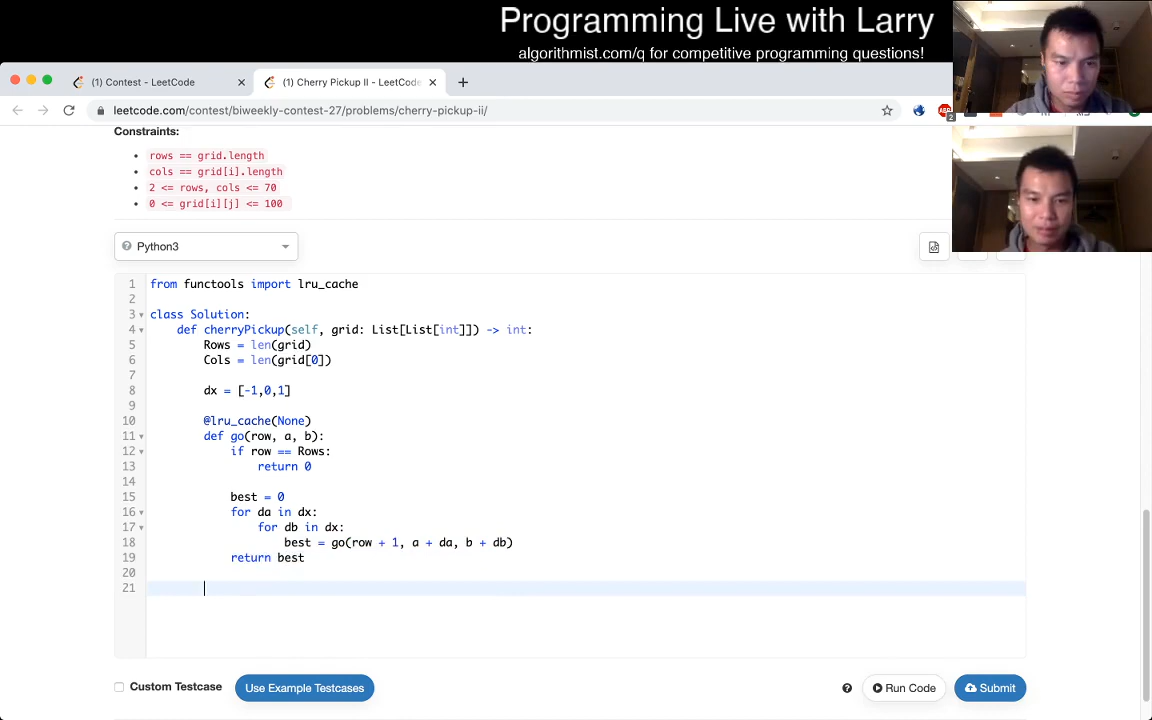 Programming Live with Larry
algorithmist.com/q for competitive programming questions!
(1) Contest - LeetCode
(1) Cherry Pickup II - LeetCode
leetcode.com/contest/biweekly-contest-27/problems/cherry-pickup-ii/
2
Constraints:
rows == grid.length
cols == grid[i].length
2 <= rows, cols <= 70
0 <= grid[i][j] <= 100
Python3
1 from functools import lru_cache
2
3 class Solution:
4 def cherryPickup(self, grid: List[List[int]]) -> int:
5 Rows = len(grid)
6 Cols = len(grid[0])
7
8 dx = [-1,0,1]
9
10 @lru_cache(None)
11 def go(row, a, b):
12 if row == Rows:
13 return 0
14
15 best = 0
16 for da in dx:
17 for db in dx:
18 best = go(row + 1, a + da, b + db)
19 return best
20
21
Custom Testcase
Use Example Testcases
Run Code
Submit